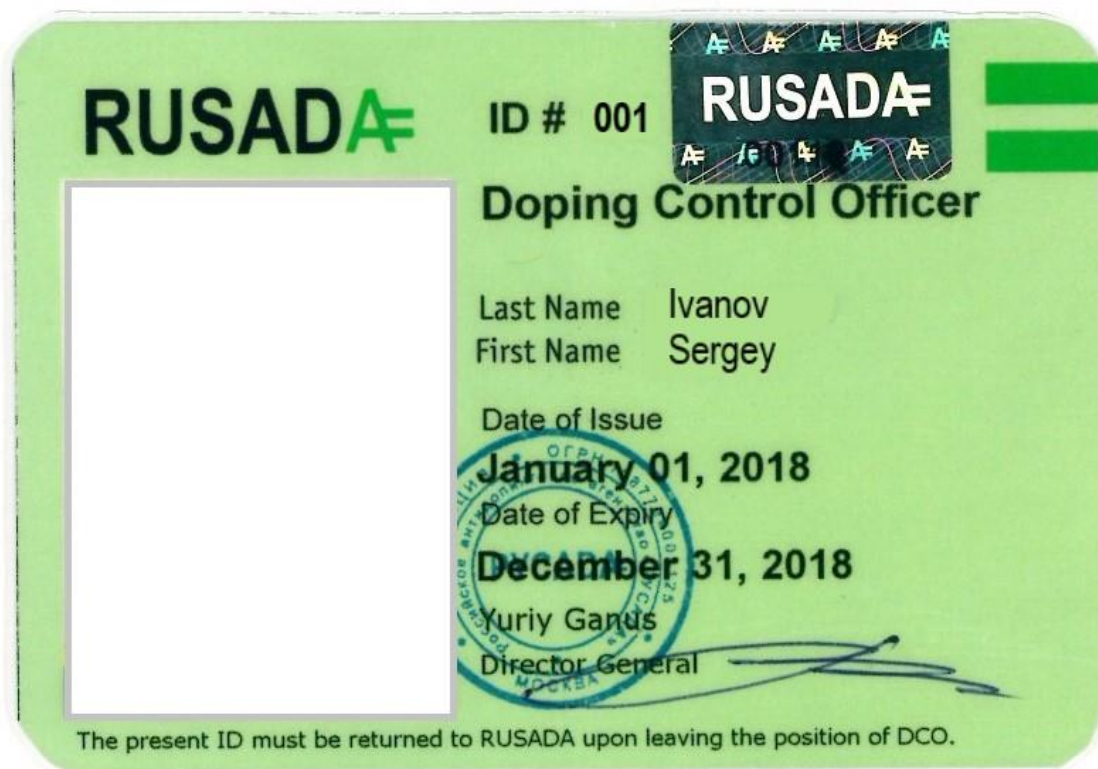 RUSADA
ID # 001
RUSADA
Doping Control Officer
Last Name Ivanov
First Name Sergey
Date of Issue
January 01, 2018
Date of Expiry
December 31, 2018
Yuriy Ganus
Director General
РУСАДА
МОСКВА
The present ID must be returned to RUSADA upon leaving the position of DCO.